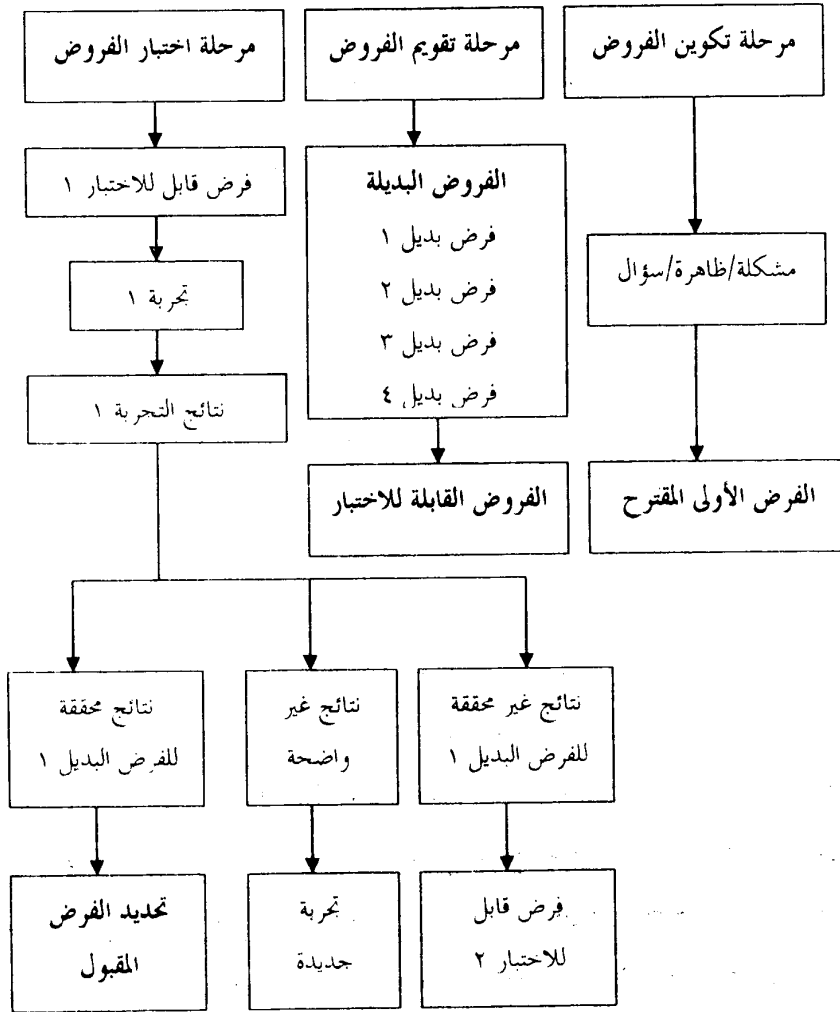 مرحلة تكوين الفروض
مشكلة/ظاهرة/سؤال
الفرض الأولى المقترح
مرحلة تقويم الفروض
الفروض البديلة
فرض بديل ١
فرض بديل ٢
فرض بديل ٣
فرض بديل ٤
الفروض القابلة للاختبار
مرحلة اختبار الفروض
فرض قابل للاختبار ١
تجربة ١
نتائج التجربة ١
نتائج غير محققة
للفرض البديل ١
فرض قابل
للاختبار ٢
نتائج غير
واضحة
تجربة
جديدة
نتائج محققة
للفرض البديل ١
تحديد الفرض
المقبول